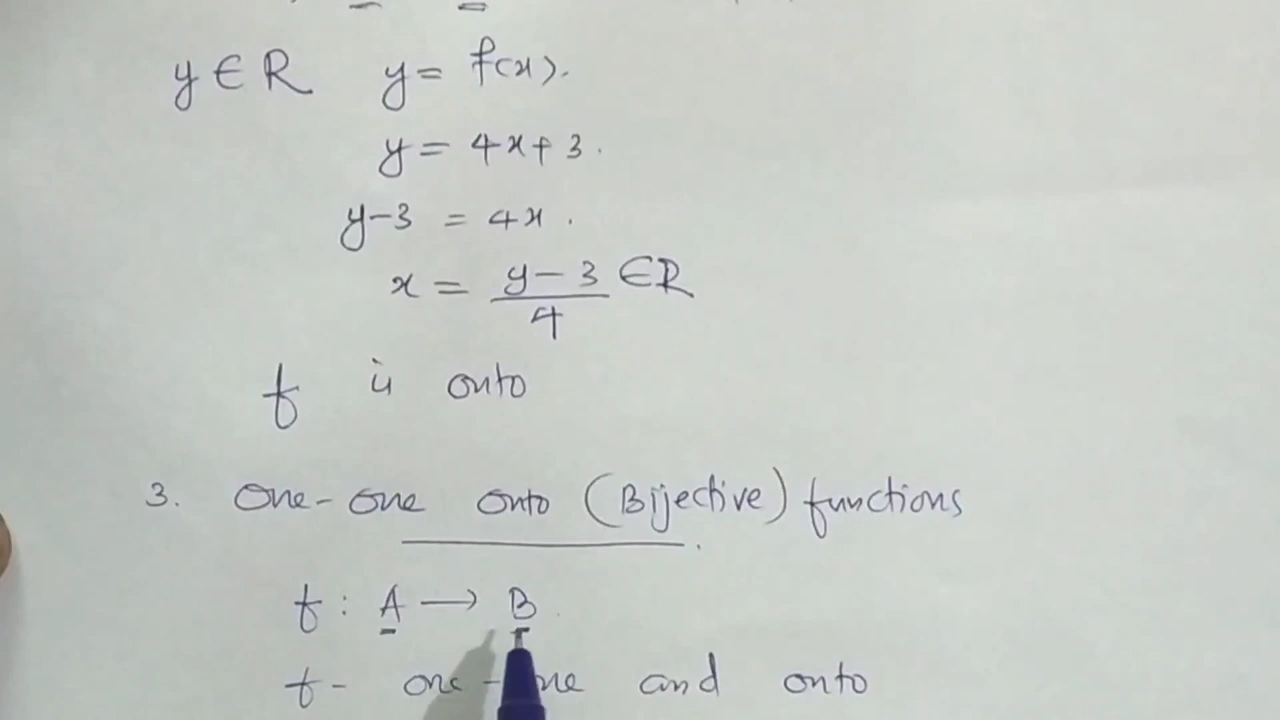 y ∈ R y = f(x).
y = 4x + 3.
y - 3 = 4x.
x = (y - 3)/4 ∈ R
f is onto
3. One-one onto (Bijective) functions
f : A → B
f - one - one and onto